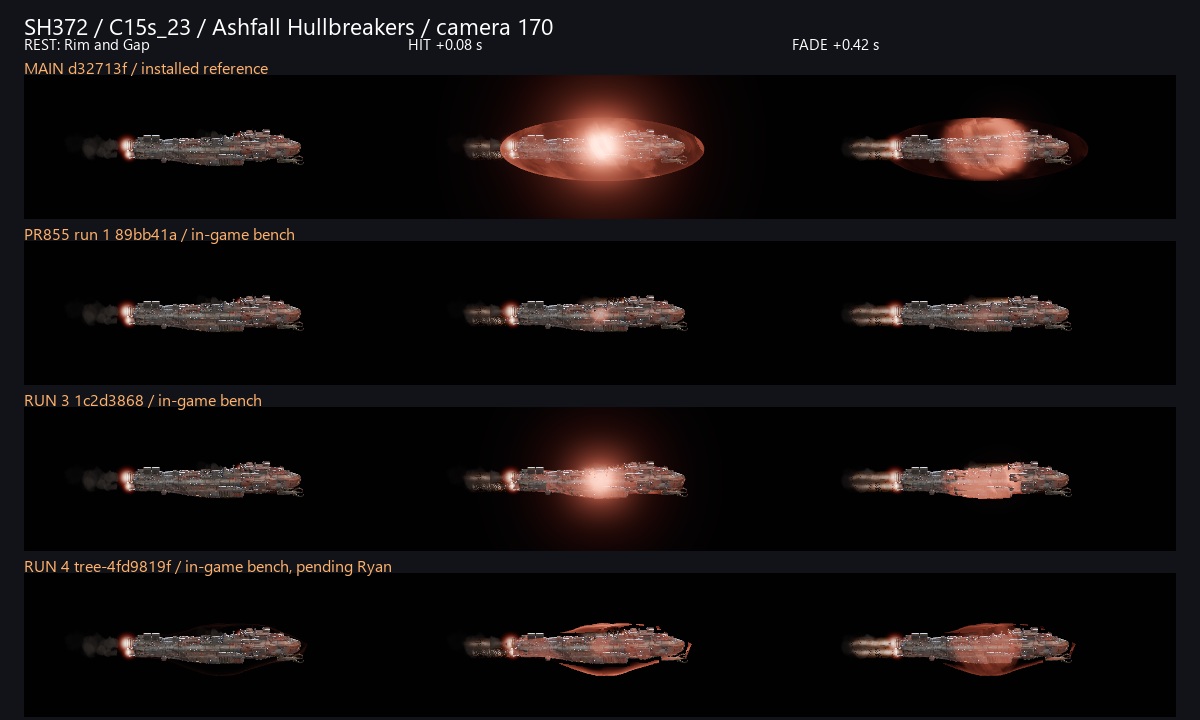 SH372 / C15s_23 / Ashfall Hullbreakers / camera 170
REST: Rim and Gap HIT +0.08 s FADE +0.42 s
MAIN d32713f / installed reference
PR855 run 1 89bb41a / in-game bench
RUN 3 1c2d3868 / in-game bench
RUN 4 tree-4fd9819f / in-game bench, pending Ryan